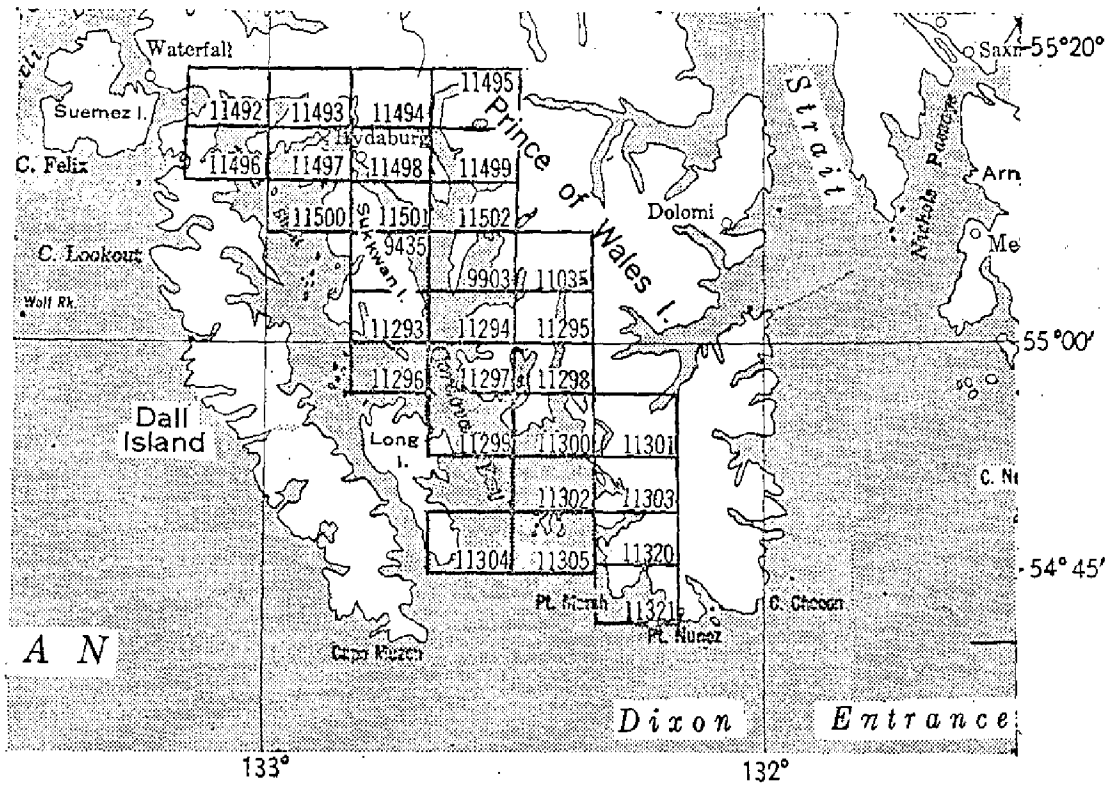 Waterfall
Saxn
55°20'
11495
Suemez I.
11492
11493
11494
Prince of Wales I.
Strait
Nichols Passage
Hydaburg
C. Felix
11496
11497
11498
11499
Arn
11500
11501
11502
Dolomi
Sukkwan I.
9435
Me
C. Lookout
9903
11035
Wolf Rk.
11293
11294
11295
55°00'
11296
11297
11298
Dall
Island
Long
I.
11299
11300
11301
11302
11303
C. N
11304
11305
11320
54°45'
Pt. Marsh
11321
C. Chacon
Pt. Nunez
A N
Cape Muzon
Dixon Entrance
133°
132°